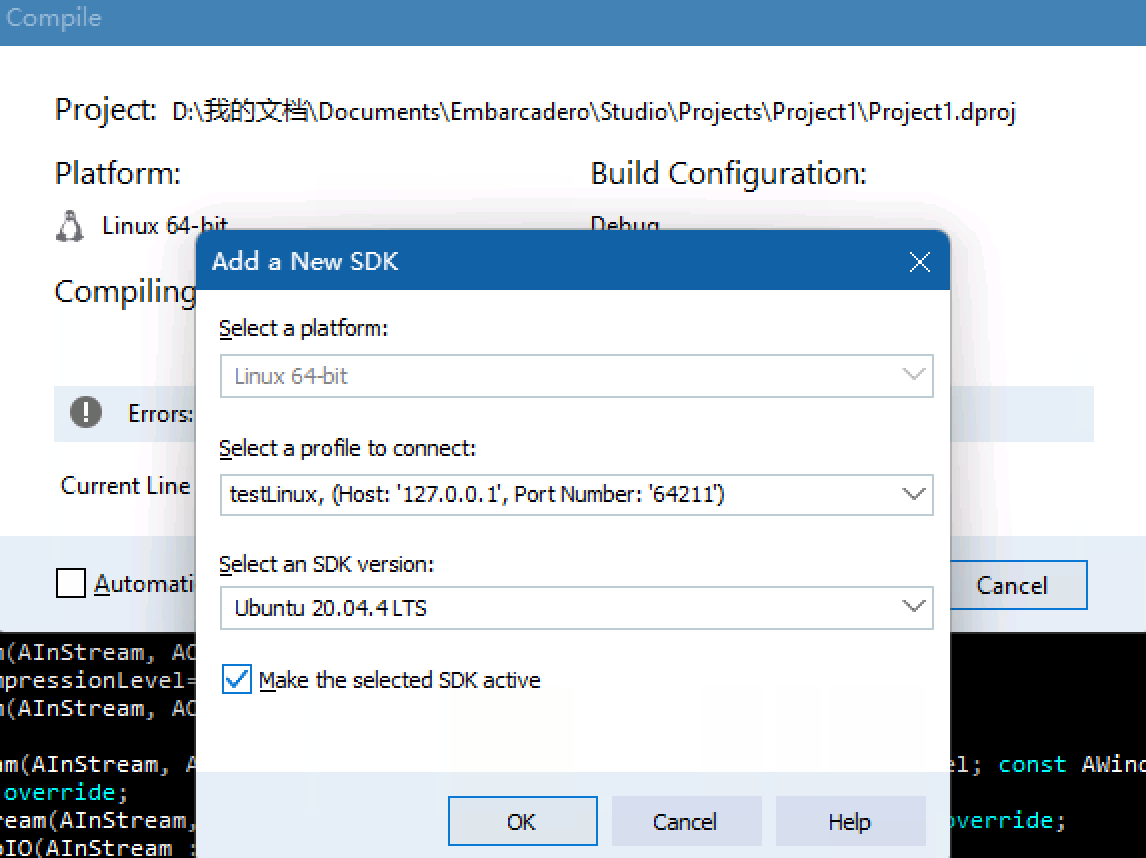 Compile
Project: D:\我的文档\Documents\Embarcadero\Studio\Projects\Project1\Project1.dproj
Platform:
Build Configuration:
Linux 64-bit
Debug
Add a New SDK
Compiling
Select a platform:
Linux 64-bit
Errors:
Select a profile to connect:
Current Line
testLinux, (Host: '127.0.0.1', Port Number: '64211')
Select an SDK version:
Automati
Cancel
Ubuntu 20.04.4 LTS
(AInStream, AC
Make the selected SDK active
mpressionLevel=
(AInStream, AC
am(AInStream, A
el; const AWind
override;
OK
Cancel
Help
ream(AInStream,
override;
pIO(AInStream :